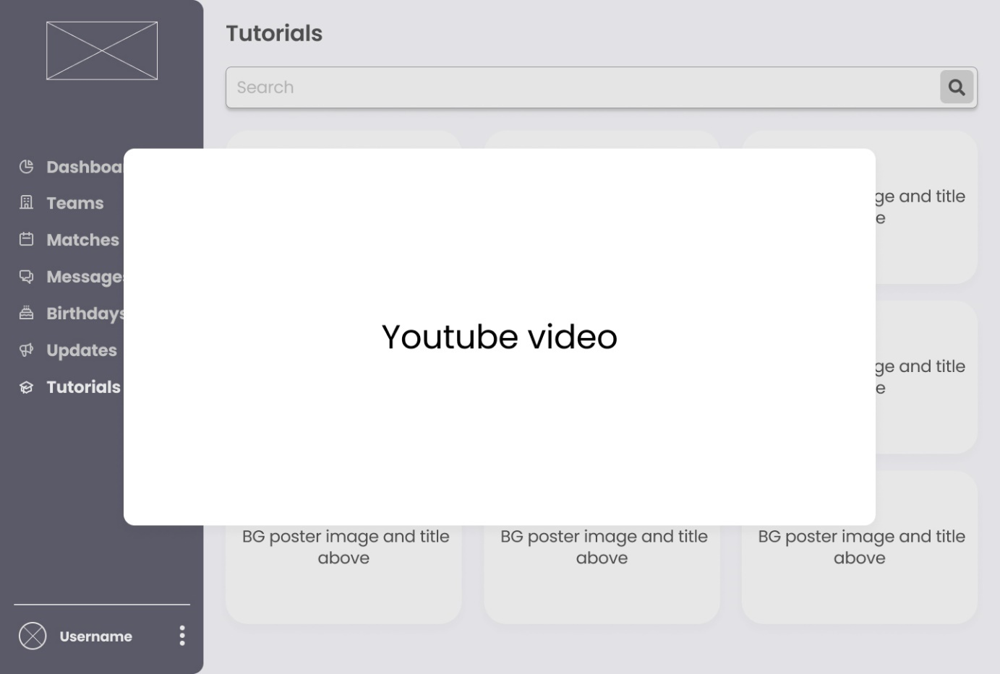 Tutorials
Search
Dashboa
Teams
Matches
Messages
Birthdays
Updates
Tutorials
ge and title
e
Youtube video
ge and title
e
BG poster image and title
above
BG poster image and title
above
BG poster image and title
above
Username